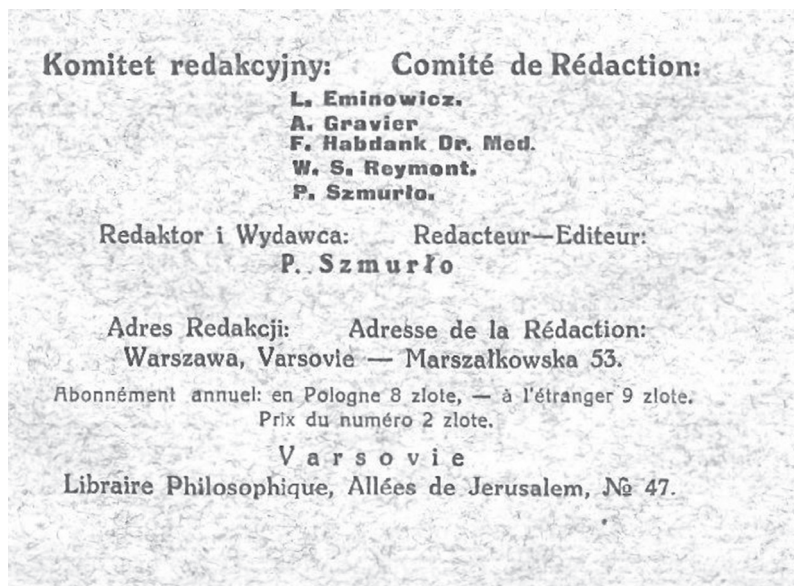 Komitet redakcyjny: Comité de Rédaction:
L. Eminowicz.
A. Gravier
F. Habdank Dr. Med.
W. S. Reymont.
P. Szmurło.
Redaktor i Wydawca: Redacteur—Editeur:
P. Szmurło
Adres Redakcji: Adresse de la Rédaction:
Warszawa, Varsovie — Marszałkowska 53.
Abonnément annuel: en Pologne 8 zlote, — à l'étranger 9 zlote.
Prix du numéro 2 zlote.
Varsovie
Libraire Philosophique, Allées de Jerusalem, № 47.